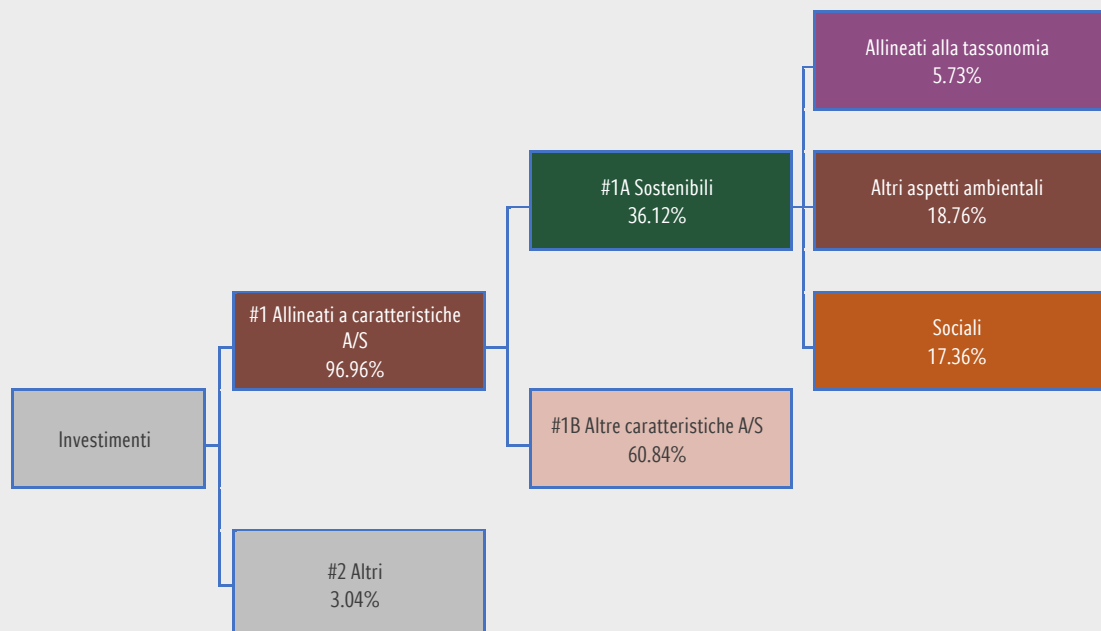 Allineati alla tassonomia
5.73%
#1A Sostenibili
36.12%
Altri aspetti ambientali
18.76%
#1 Allineati a caratteristiche
A/S
96.96%
Sociali
17.36%
Investimenti
#1B Altre caratteristiche A/S
60.84%
#2 Altri
3.04%